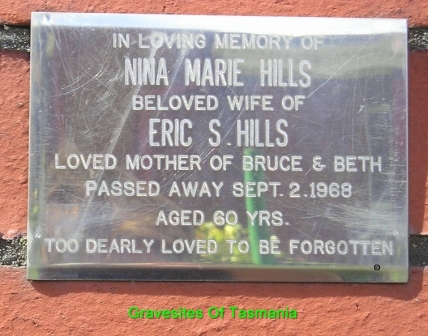 IN LOVING MEMORY OF
NINA MARIE HILLS
BELOVED WIFE OF
ERIC S. HILLS
LOVED MOTHER OF BRUCE & BETH
PASSED AWAY SEPT. 2. 1968
AGED 60 YRS.
TOO DEARLY LOVED TO BE FORGOTTEN
Gravesites Of Tasmania